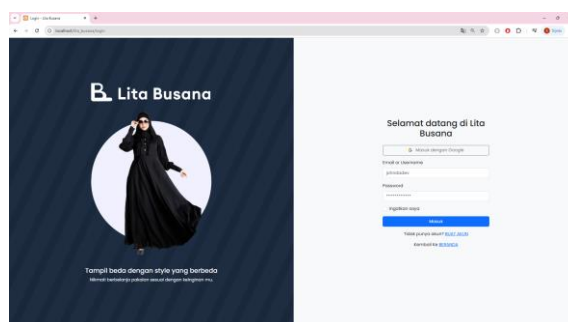 Login - Lita Busana
localhost/lita_busana/login
Lita Busana
Tampil beda dengan style yang berbeda
Nikmati berbelanja pakaian sesuai dengan keinginan mu.
Selamat datang di Lita
Busana
Masuk dengan Google
Email or Username
Password
Ingatkan saya
Masuk
Tidak punya akun? BUAT AKUN
Kembali ke BERANDA